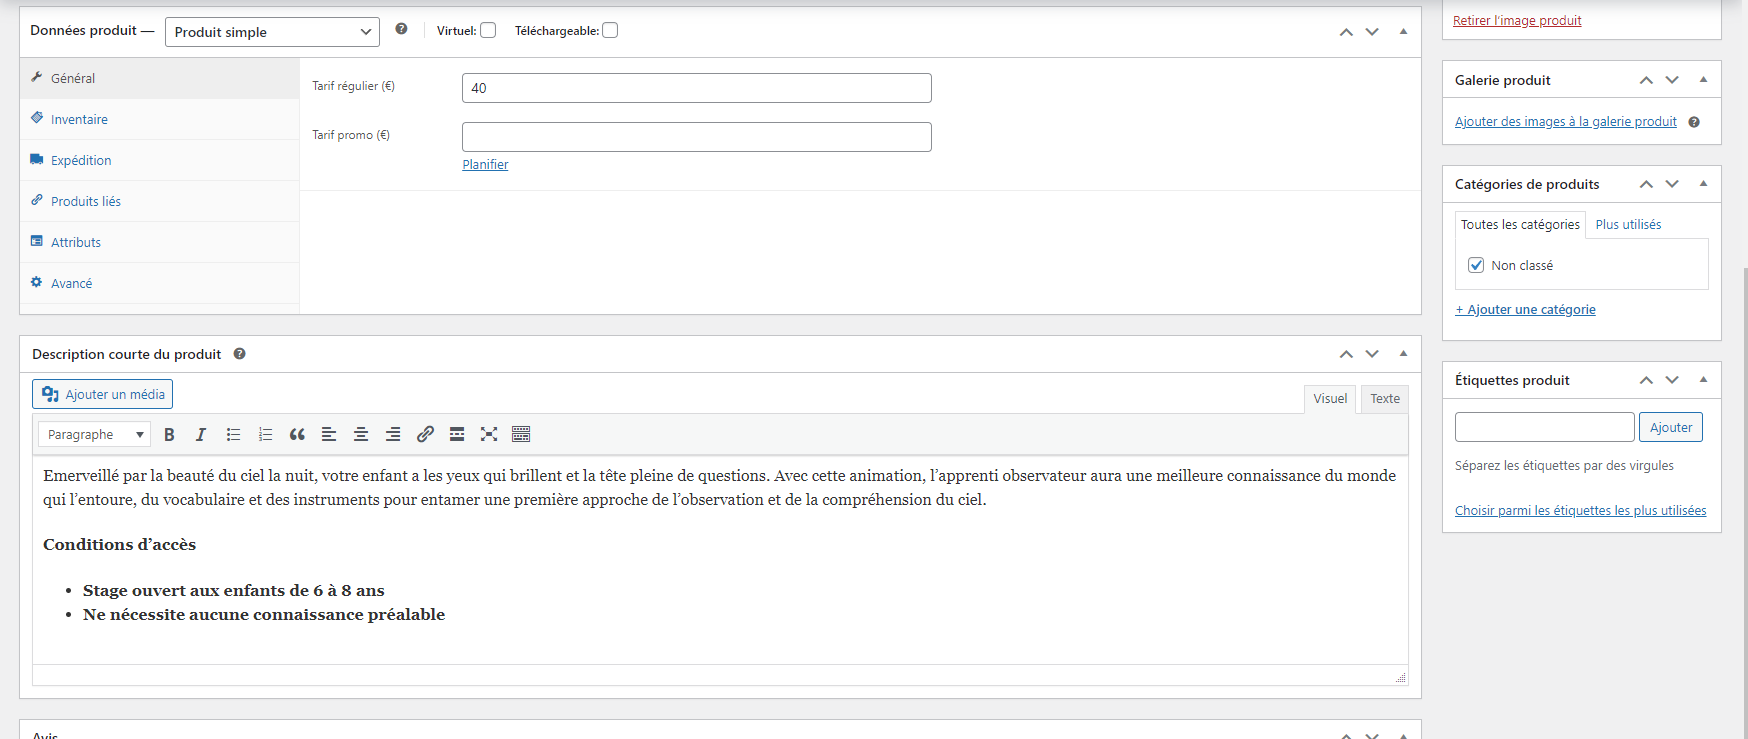 Données produit — Produit simple Virtuel: Téléchargeable:
Général
Inventaire
Expédition
Produits liés
Attributs
Avancé
Tarif régulier (€) 40
Tarif promo (€)
Planifier
Description courte du produit
Ajouter un média
Visuel Texte
Paragraphe B I
Emerveillé par la beauté du ciel la nuit, votre enfant a les yeux qui brillent et la tête pleine de questions. Avec cette animation, l’apprenti observateur aura une meilleure connaissance du monde
qui l’entoure, du vocabulaire et des instruments pour entamer une première approche de l’observation et de la compréhension du ciel.
Conditions d’accès
• Stage ouvert aux enfants de 6 à 8 ans
• Ne nécessite aucune connaissance préalable
Avis
Retirer l’image produit
Galerie produit
Ajouter des images à la galerie produit
Catégories de produits
Toutes les catégories Plus utilisés
Non classé
+ Ajouter une catégorie
Étiquettes produit
Ajouter
Séparez les étiquettes par des virgules
Choisir parmi les étiquettes les plus utilisées